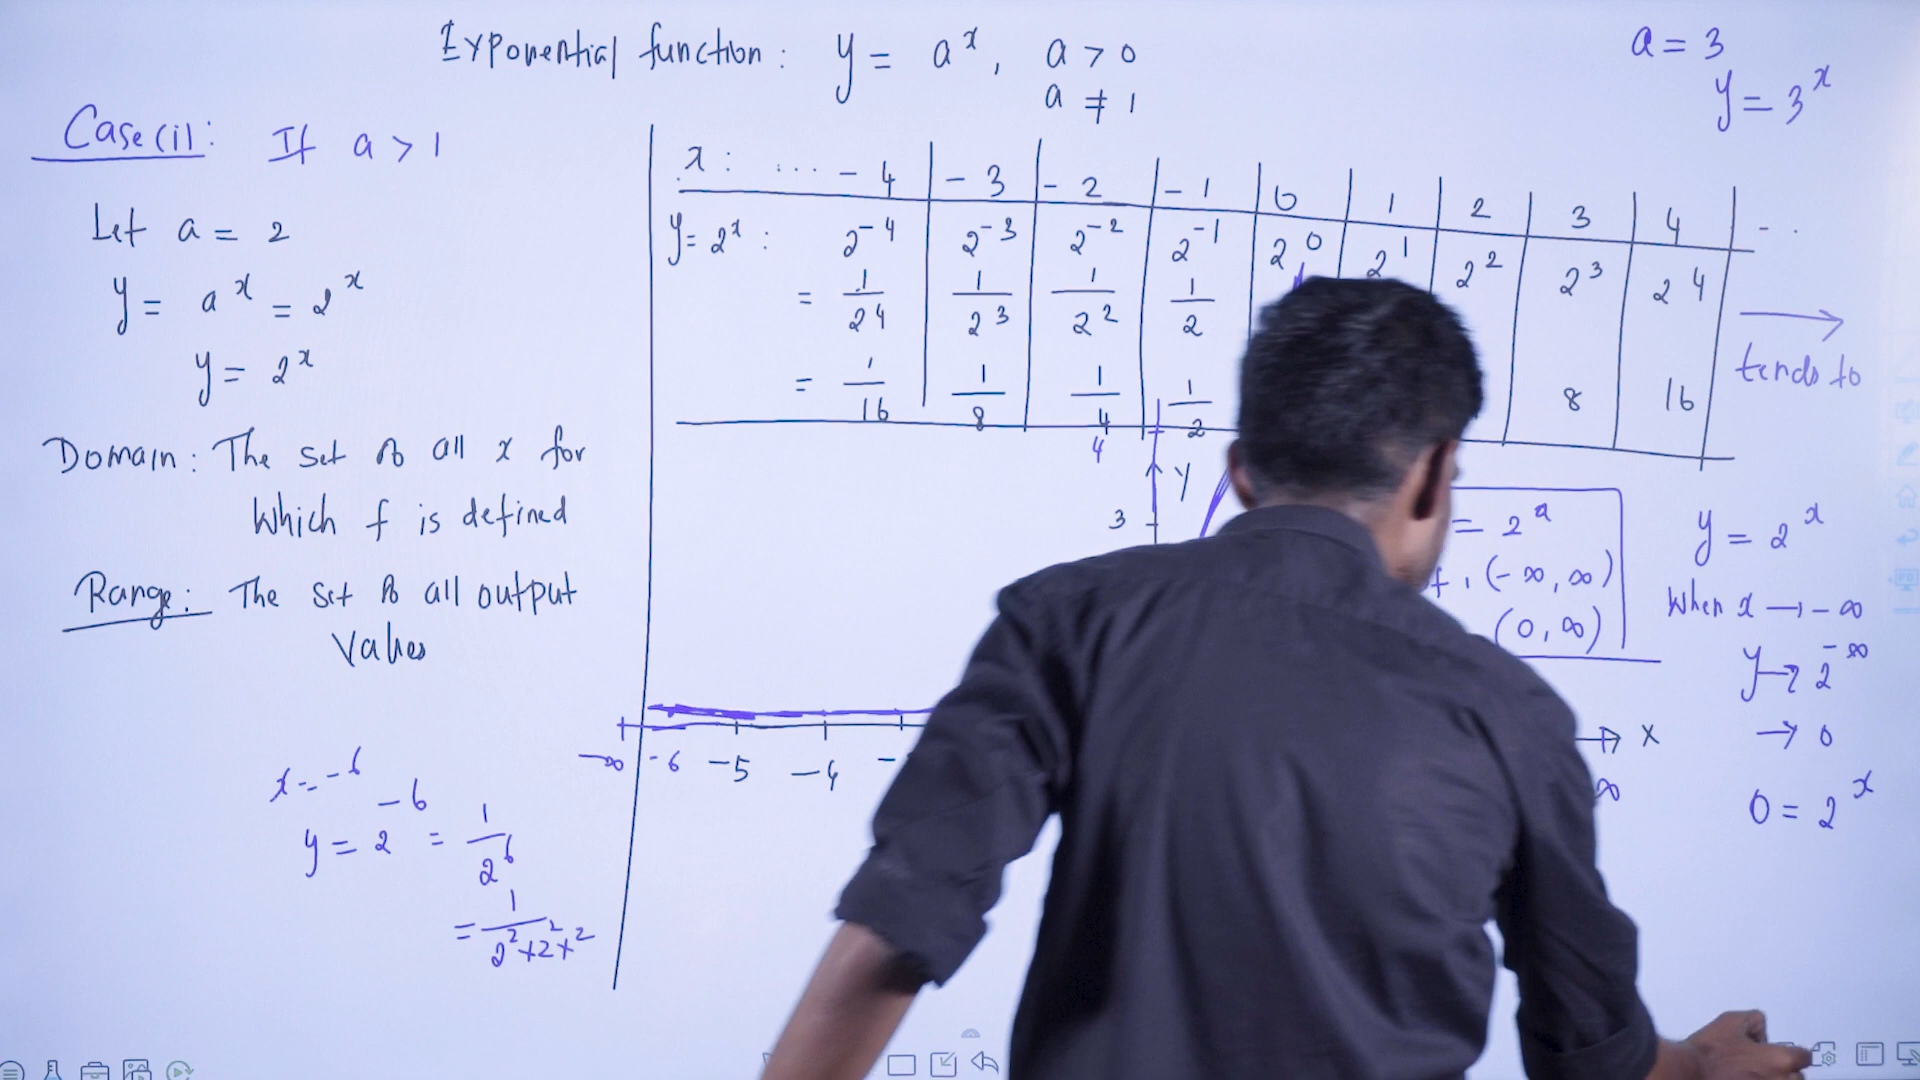 Exponential function: y = a^x, a > 0
a ≠ 1
a = 3
y = 3^x
Case(i): If a > 1
Let a = 2
y = a^x = 2^x
y = 2^x
Domain: The set of all x for
Which f is defined
Range: The set of all output
Values
x = -6
y = 2^-6 = 1/2^6
= 1/2^2×2^2×2
x: ... -4 -3 -2 -1 0 1 2 3 4 - .
y = 2^x: 2^-4 2^-3 2^-2 2^-1 2^0 2^1 2^2 2^3 2^4
= 1/2^4 1/2^3 1/2^2 1/2
= 1/16 1/8 1/4 1/2 8 16
→
tends to
4
Y
3
= 2^x
f, (-∞, ∞)
(0, ∞)
-∞ -6 -5 -4 -
X
∞
y = 2^x
When x → -∞
y → 2^-∞
→ 0
0 = 2^x